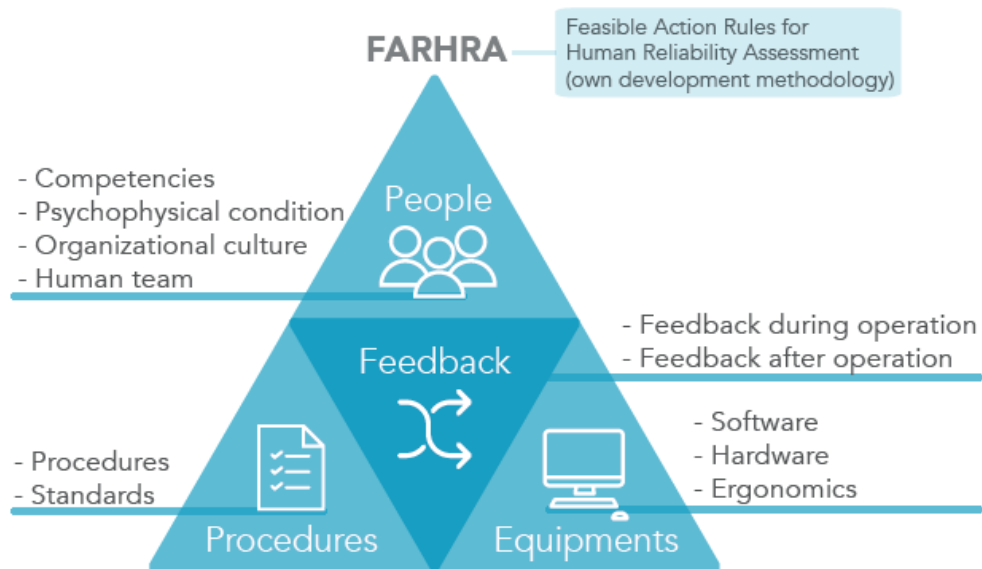 FARHRA
Feasible Action Rules for
Human Reliability Assessment
(own development methodology)
- Competencies
- Psychophysical condition
- Organizational culture
- Human team
People
- Feedback during operation
- Feedback after operation
Feedback
- Software
- Hardware
- Ergonomics
- Procedures
- Standards
Procedures
Equipments